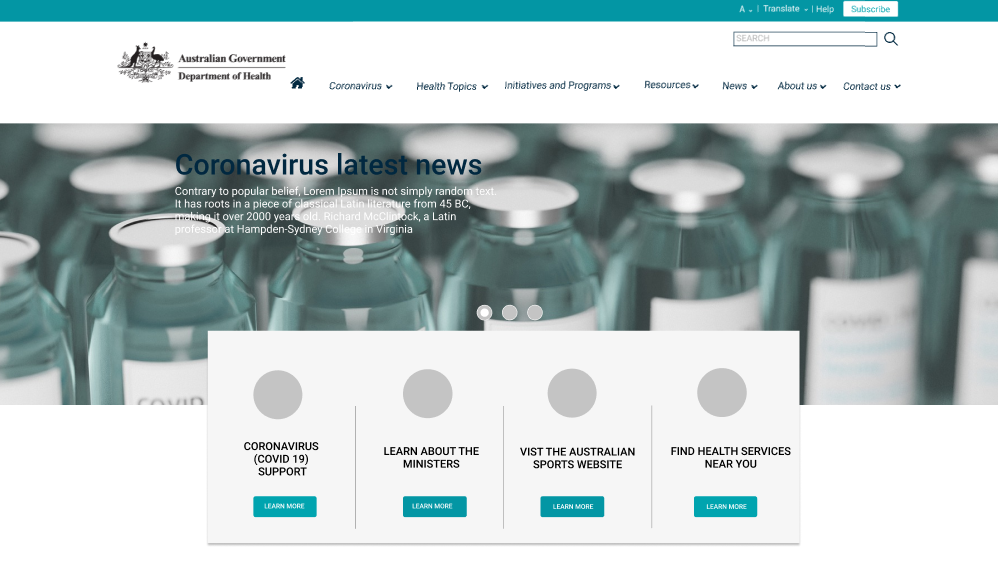 A | Translate | Help Subscribe
SEARCH
Australian Government
Department of Health
Coronavirus Health Topics Initiatives and Programs Resources News About us Contact us
Coronavirus latest news
Contrary to popular belief, Lorem Ipsum is not simply random text.
It has roots in a piece of classical Latin literature from 45 BC,
making it over 2000 years old. Richard McClintock, a Latin
professor at Hampden-Sydney College in Virginia
COVID
COVID
CORONAVIRUS
(COVID 19)
SUPPORT
LEARN MORE
LEARN ABOUT THE
MINISTERS
LEARN MORE
VIST THE AUSTRALIAN
SPORTS WEBSITE
LEARN MORE
FIND HEALTH SERVICES
NEAR YOU
LEARN MORE